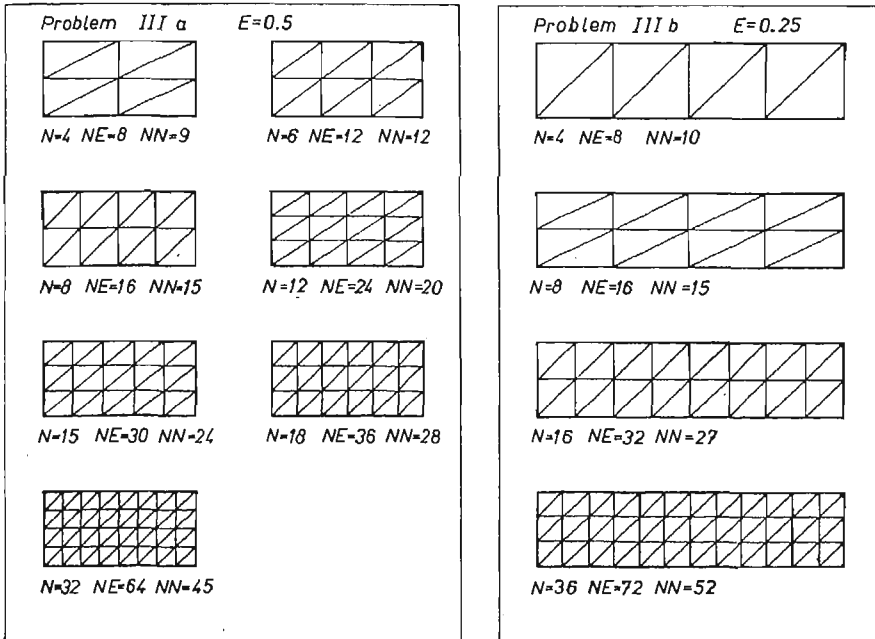 Problem III a E=0.5
N=4 NE=8 NN=9
N=6 NE=12 NN=12
N=8 NE=16 NN=15
N=12 NE=24 NN=20
N=15 NE=30 NN=24
N=18 NE=36 NN=28
N=32 NE=64 NN=45
Problem III b E=0.25
N=4 NE=8 NN=10
N=8 NE=16 NN=15
N=16 NE=32 NN=27
N=36 NE=72 NN=52